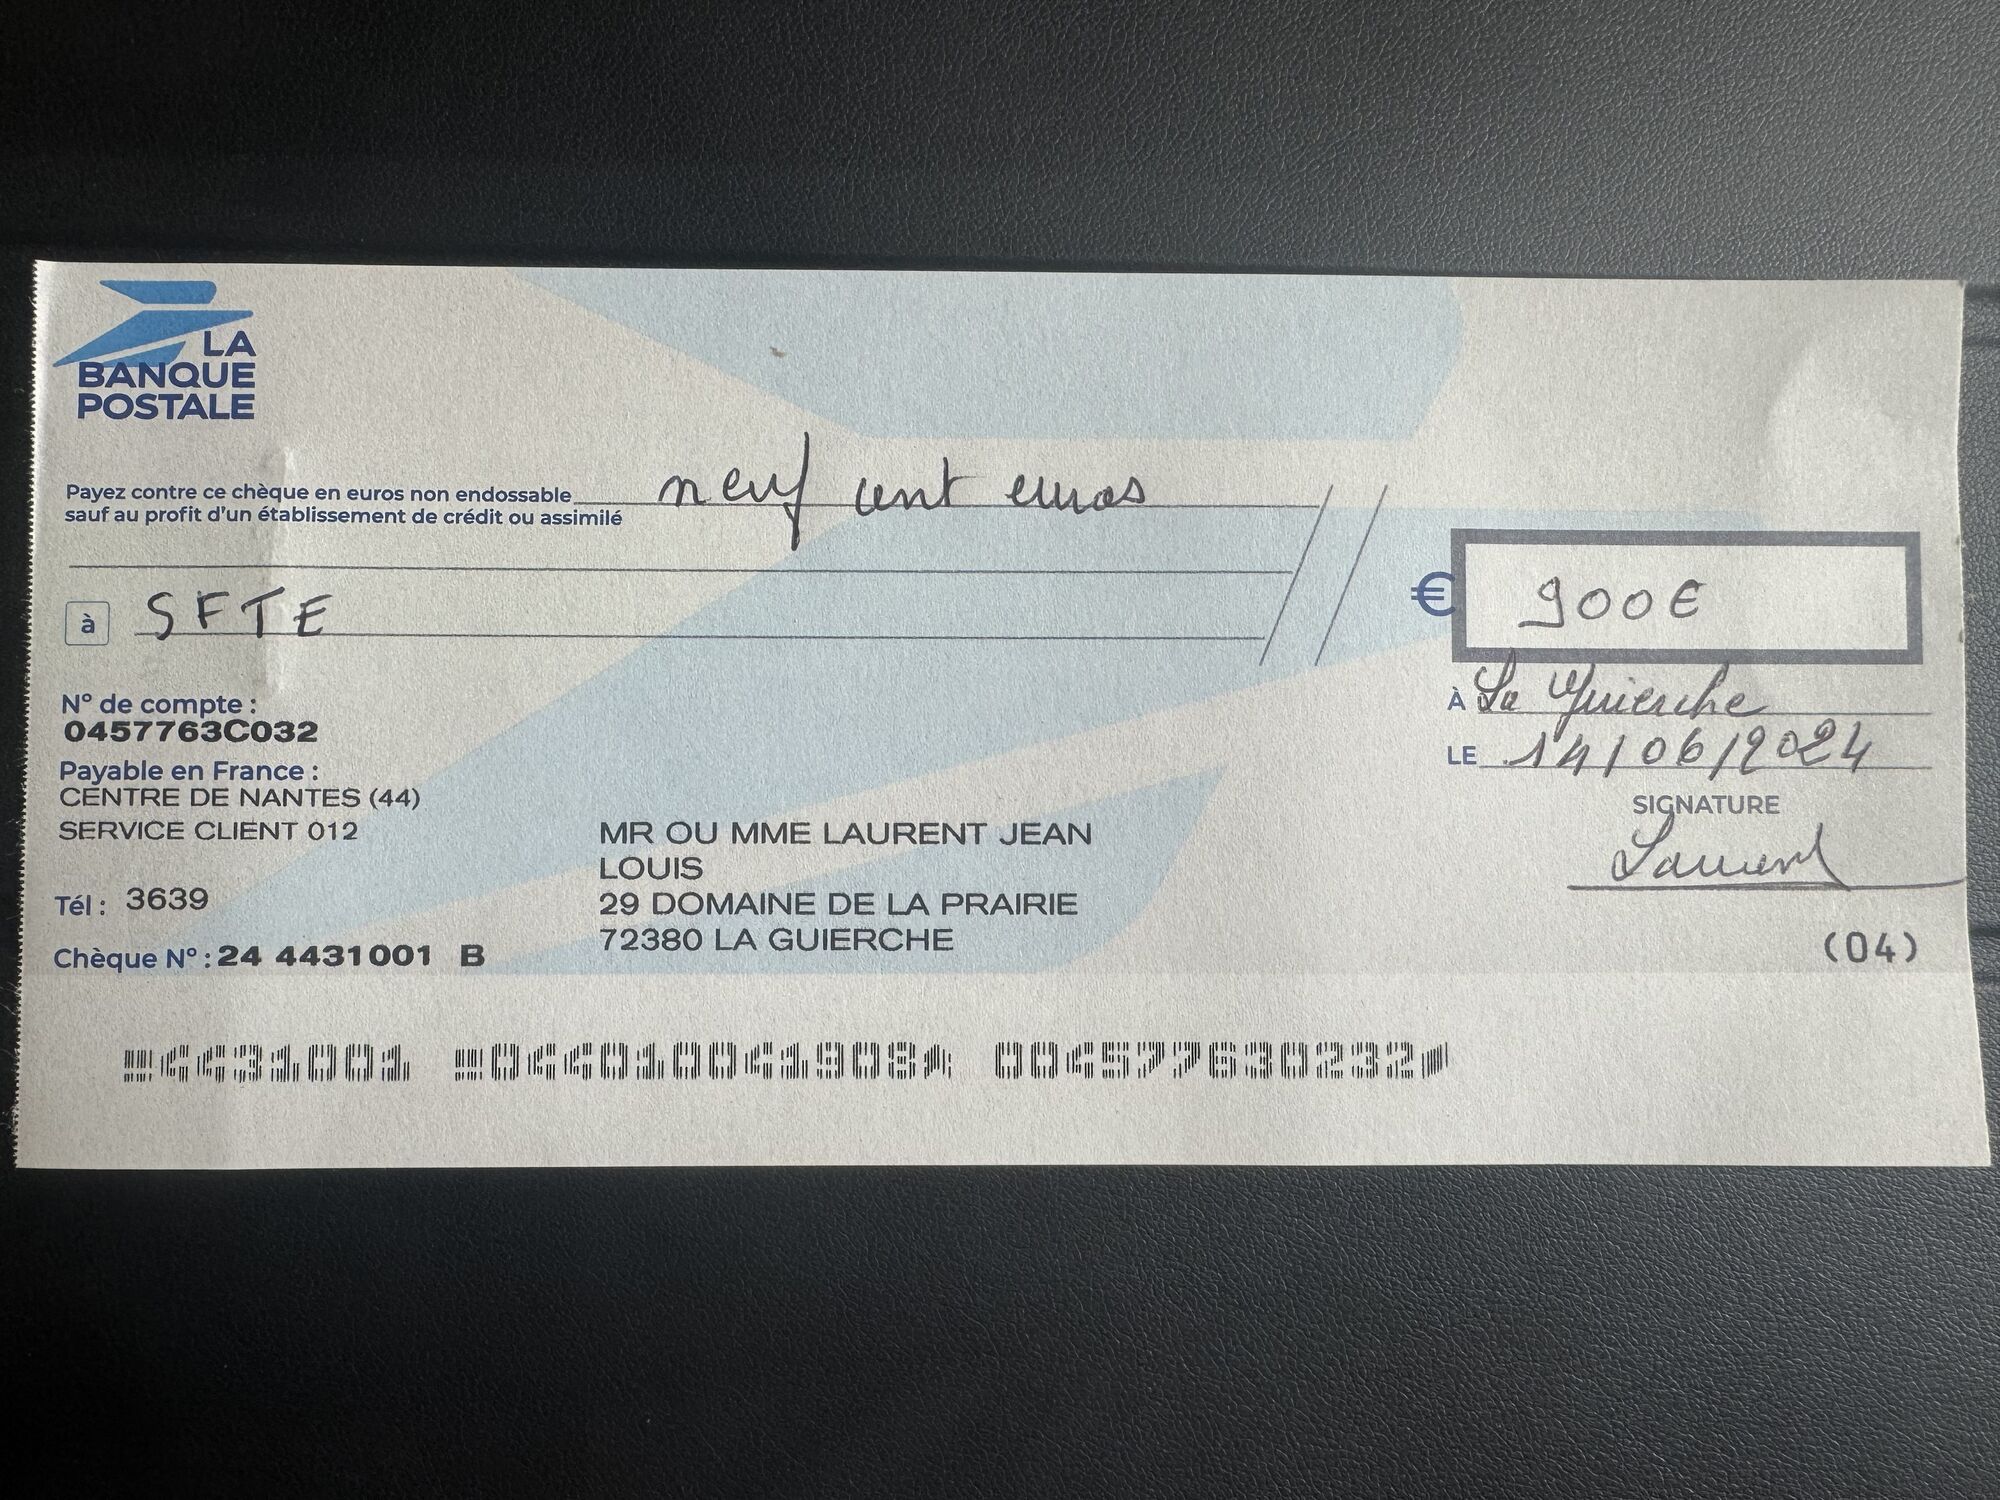 LA
BANQUE
POSTALE
Payez contre ce chèque en euros non endossable neuf cent euros
sauf au profit d'un établissement de crédit ou assimilé
€ 900€
à SFTE
À La Guierche
LE 14/06/2024
SIGNATURE
Laurent
N° de compte :
0457763C032
Payable en France :
CENTRE DE NANTES (44)
SERVICE CLIENT 012
Tél : 3639
Chèque N° : 24 4431001 B
MR OU MME LAURENT JEAN
LOUIS
29 DOMAINE DE LA PRAIRIE
72380 LA GUIERCHE
(04)
4431001 044010041908 004577630232